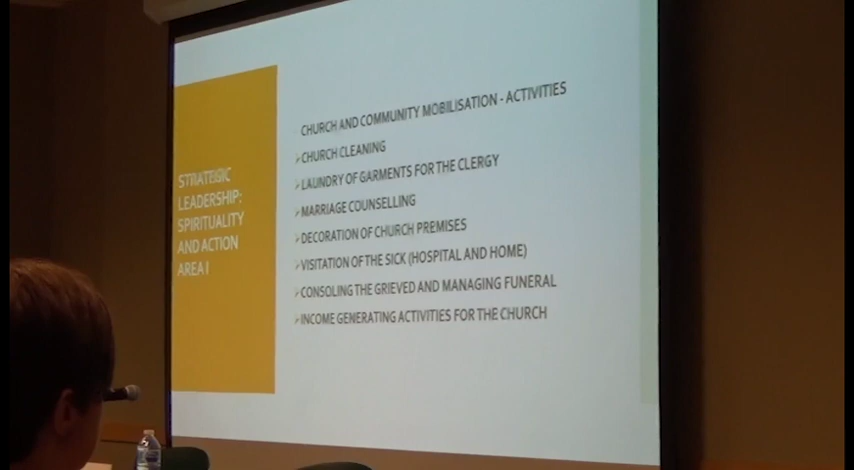 STRATEGIC
LEADERSHIP:
SPIRITUALITY
AND ACTION
AREA I
CHURCH AND COMMUNITY MOBILISATION - ACTIVITIES
CHURCH CLEANING
LAUNDRY OF GARMENTS FOR THE CLERGY
MARRIAGE COUNSELLING
DECORATION OF CHURCH PREMISES
VISITATION OF THE SICK (HOSPITAL AND HOME)
CONSOLING THE GRIEVED AND MANAGING FUNERAL
INCOME GENERATING ACTIVITIES FOR THE CHURCH